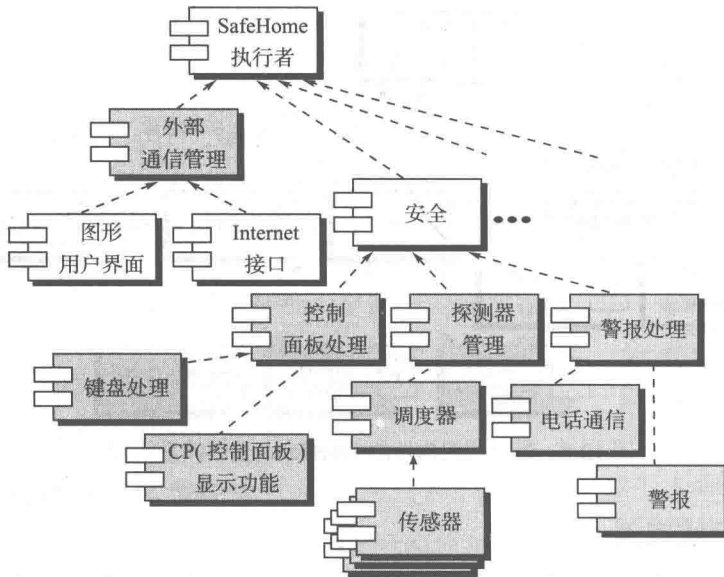 SafeHome
执行者
外部
通信管理
安全
图形
用户界面
Internet
接口
控制
面板处理
探测器
管理
警报处理
键盘处理
调度器
电话通信
CP(控制面板)
显示功能
传感器
警报